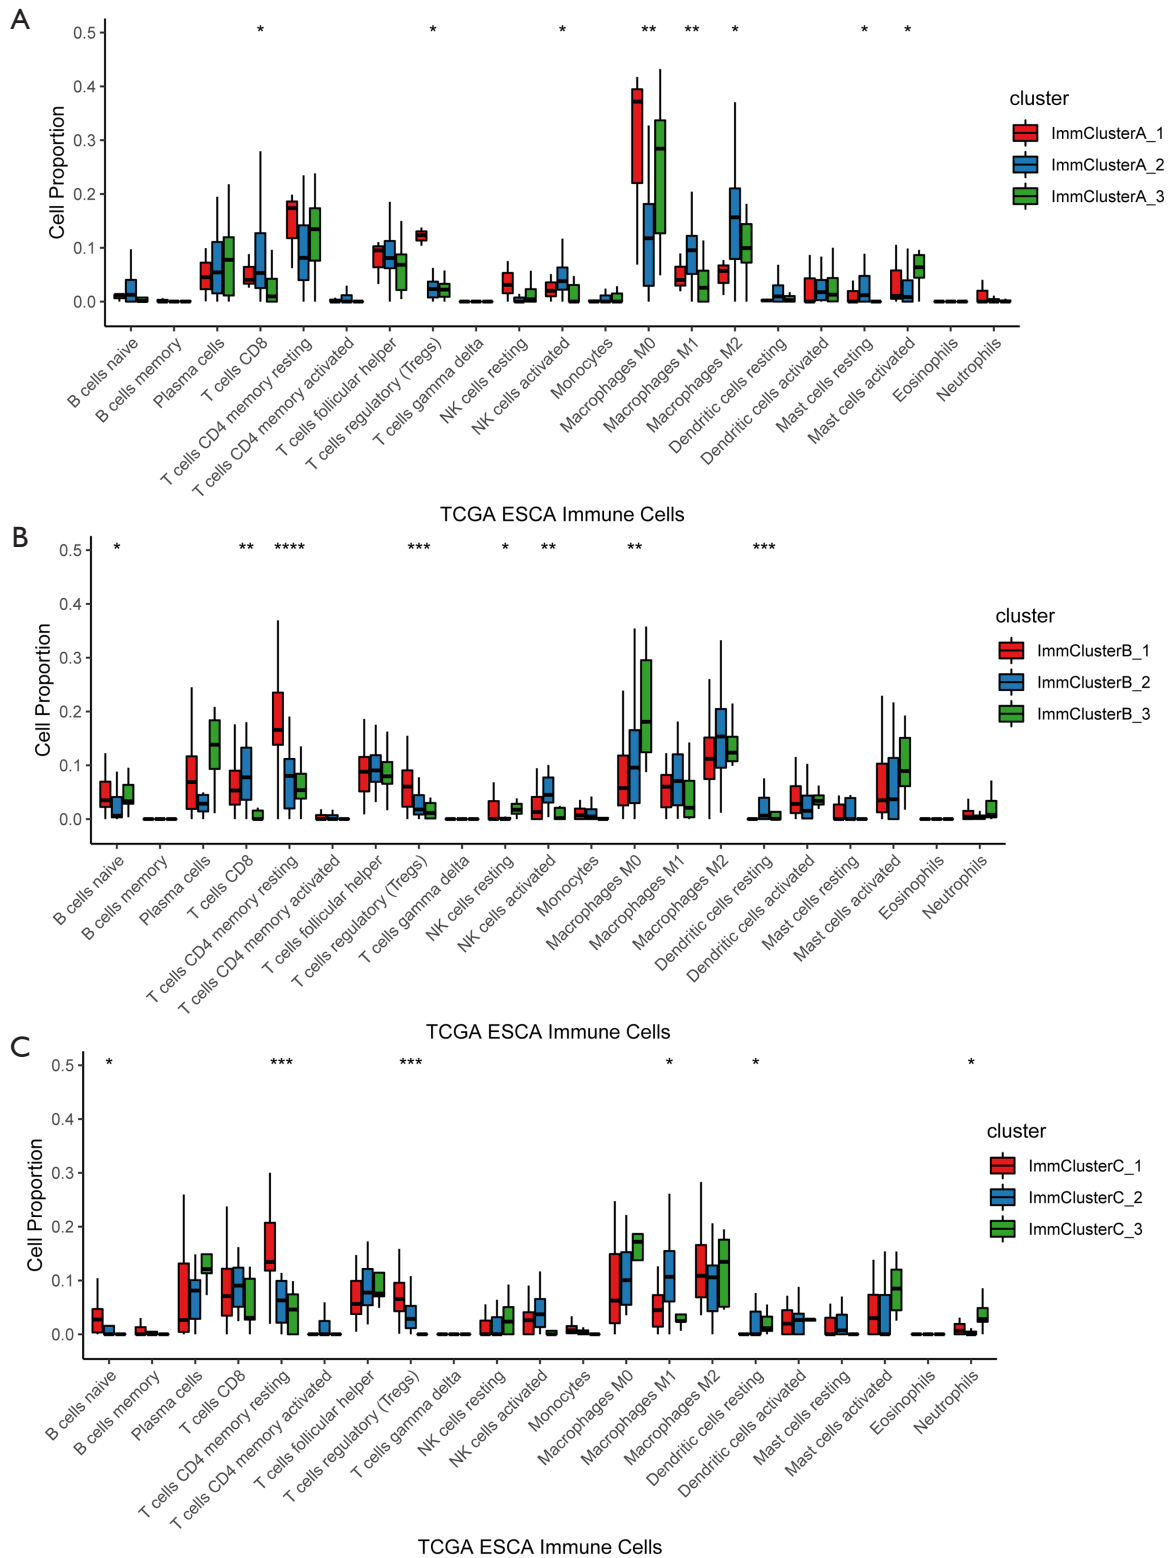 A
0.5
0.4
0.3
0.2
0.1
0.0
Cell Proportion
* * * ** ** * * *
cluster
ImmClusterA_1
ImmClusterA_2
ImmClusterA_3
B cells naive
B cells memory
Plasma cells
T cells CD8
T cells CD4 memory resting
T cells CD4 memory activated
T cells follicular helper
T cells regulatory (Tregs)
T cells gamma delta
NK cells resting
NK cells activated
Monocytes
Macrophages M0
Macrophages M1
Macrophages M2
Dendritic cells resting
Dendritic cells activated
Mast cells resting
Mast cells activated
Eosinophils
Neutrophils
TCGA ESCA Immune Cells
B
0.5
0.4
0.3
0.2
0.1
0.0
Cell Proportion
* ** **** *** * ** ** ***
cluster
ImmClusterB_1
ImmClusterB_2
ImmClusterB_3
B cells naive
B cells memory
Plasma cells
T cells CD8
T cells CD4 memory resting
T cells CD4 memory activated
T cells follicular helper
T cells regulatory (Tregs)
T cells gamma delta
NK cells resting
NK cells activated
Monocytes
Macrophages M0
Macrophages M1
Macrophages M2
Dendritic cells resting
Dendritic cells activated
Mast cells resting
Mast cells activated
Eosinophils
Neutrophils
TCGA ESCA Immune Cells
C
0.5
0.4
0.3
0.2
0.1
0.0
Cell Proportion
* *** *** * * *
cluster
ImmClusterC_1
ImmClusterC_2
ImmClusterC_3
B cells naive
B cells memory
Plasma cells
T cells CD8
T cells CD4 memory resting
T cells CD4 memory activated
T cells follicular helper
T cells regulatory (Tregs)
T cells gamma delta
NK cells resting
NK cells activated
Monocytes
Macrophages M0
Macrophages M1
Macrophages M2
Dendritic cells resting
Dendritic cells activated
Mast cells resting
Mast cells activated
Eosinophils
Neutrophils
TCGA ESCA Immune Cells